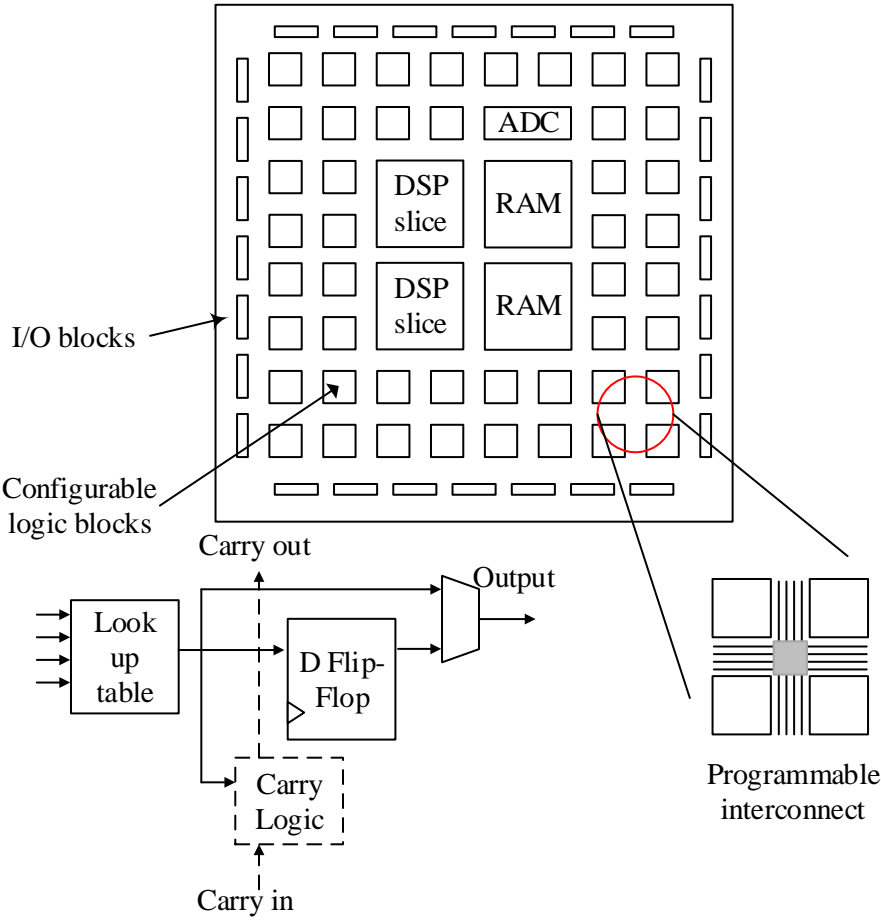 ADC
DSP
slice
RAM
DSP
slice
RAM
I/O blocks
Configurable
logic blocks
Carry out
Output
Look
up
table
D Flip-
Flop
Carry
Logic
Carry in
Programmable
interconnect